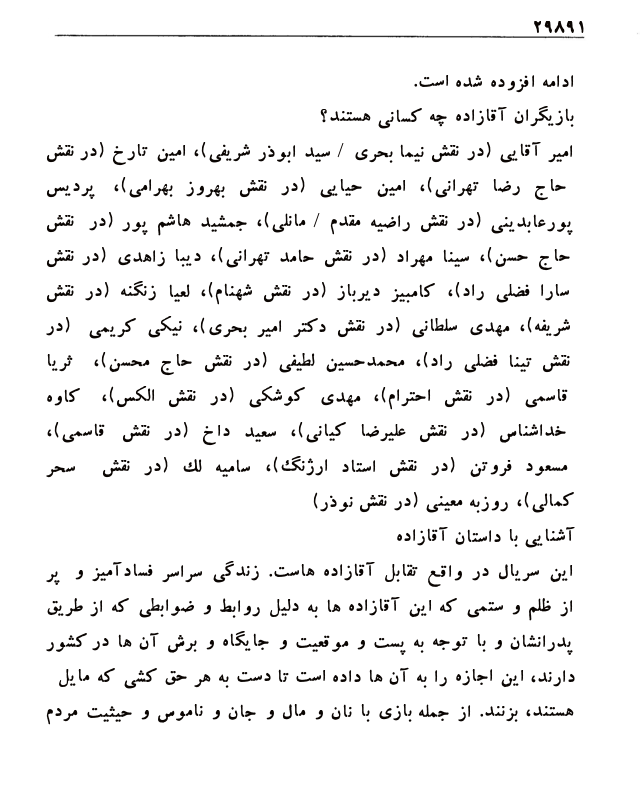 ۲۹۸۹۱
ادامه افزوده شده است.
بازیگران آقازاده چه کسانی هستند؟
امیر آقایی (در نقش نیما بحری / سید ابوذر شریفی)، امین تارخ (در نقش
حاج رضا تهرانی)، امین حیایی (در نقش بهروز بهرامی)، پردیس
پورعابدینی (در نقش راضیه مقدم / مانلی)، جمشید هاشم پور (در نقش
حاج حسن)، سینا مهراد (در نقش حامد تهرانی)، دیبا زاهدی (در نقش
سارا فضلی راد)، کامبیز دیرباز (در نقش شهنام)، لعیا زنگنه (در نقش
شریفه)، مهدی سلطانی (در نقش دکتر امیر بحری)، نیکی کریمی (در
نقش تینا فضلی راد)، محمدحسین لطیفی (در نقش حاج محسن)، ثریا
قاسمی (در نقش احترام)، مهدی کوشکی (در نقش الکس)، کاوه
خداشناس (در نقش علیرضا کیانی)، سعید داخ (در نقش قاسمی)،
مسعود فروتن (در نقش استاد ارژنگ)، سامیه لك (در نقش سحر
کمالی)، روزبه معینی (در نقش نوذر)
آشنایی با داستان آقازاده
این سریال در واقع تقابل آقازاده هاست. زندگی سراسر فسادآمیز و پر
از ظلم و ستمی که این آقازاده ها به دلیل روابط و ضوابطی که از طریق
پدرانشان و با توجه به پست و موقعیت و جایگاه و برش آن ها در کشور
دارند، این اجازه را به آن ها داده است تا دست به هر حق کشی که مایل
هستند، بزنند. از جمله بازی با نان و مال و جان و ناموس و حیثیت مردم